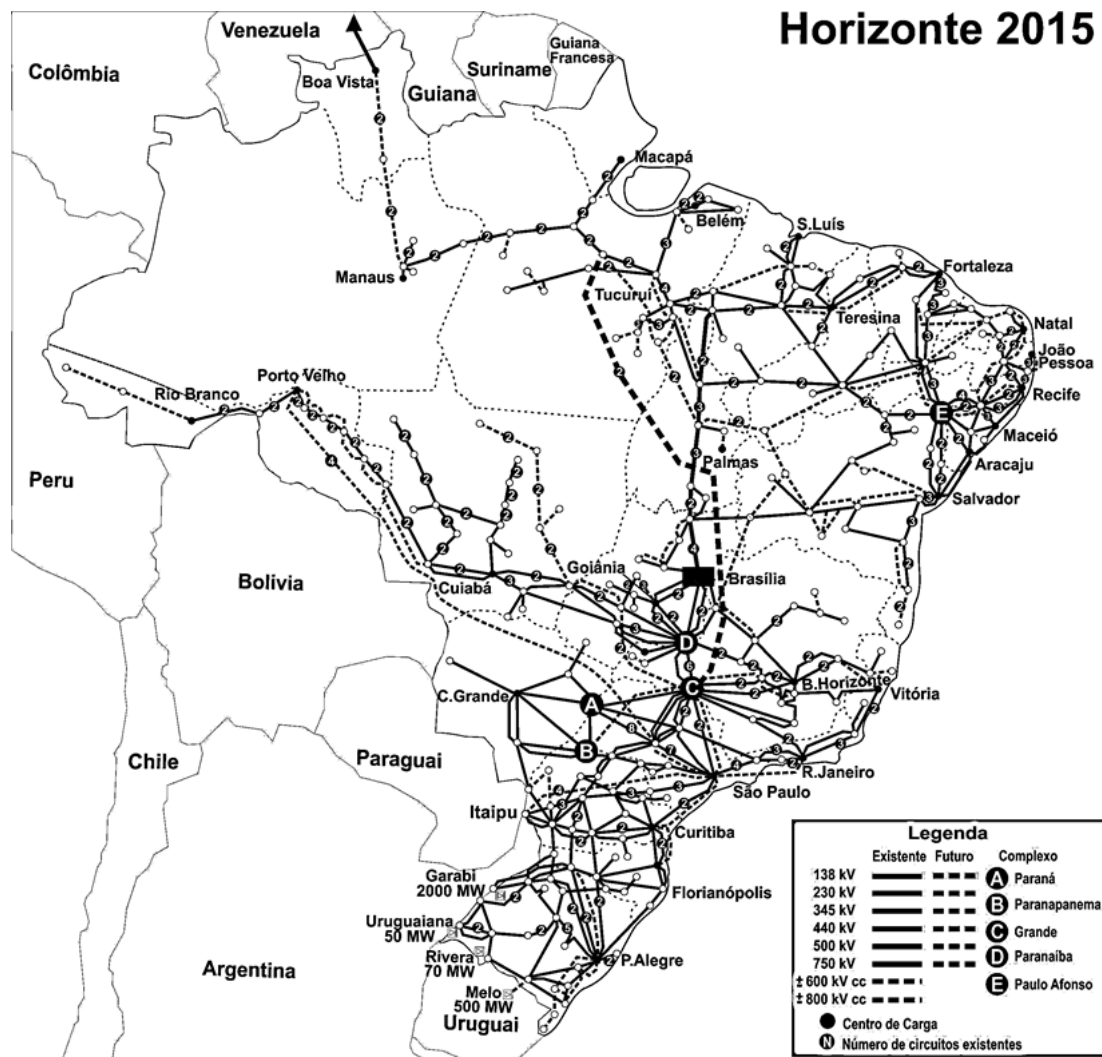 Horizonte 2015
Venezuela
Colômbia
Boa Vista
Guiana
Suriname
Guiana
Francesa
Macapá
Belém
S.Luís
Manaus
Tucuruí
Fortaleza
Teresina
Natal
João
Pessoa
Recife
Maceió
Aracaju
Salvador
Porto Velho
Rio Branco
Palmas
Peru
Bolívia
Cuiabá
Goiânia
Brasília
D
E
C.Grande
A
B
C
B.Horizonte
Vitória
Chile
Paraguai
R.Janeiro
São Paulo
Itaipu
Curitiba
Garabi
2000 MW
Florianópolis
Uruguaiana
50 MW
Rivera
70 MW
P.Alegre
Melo
500 MW
Argentina
Uruguai
Legenda
Existente Futuro Complexo
138 kV A Paraná
230 kV
345 kV B Paranapanema
440 kV C Grande
500 kV D Paranaíba
750 kV
±600 kV cc E Paulo Afonso
±800 kV cc
Centro de Carga
N Número de circuitos existentes